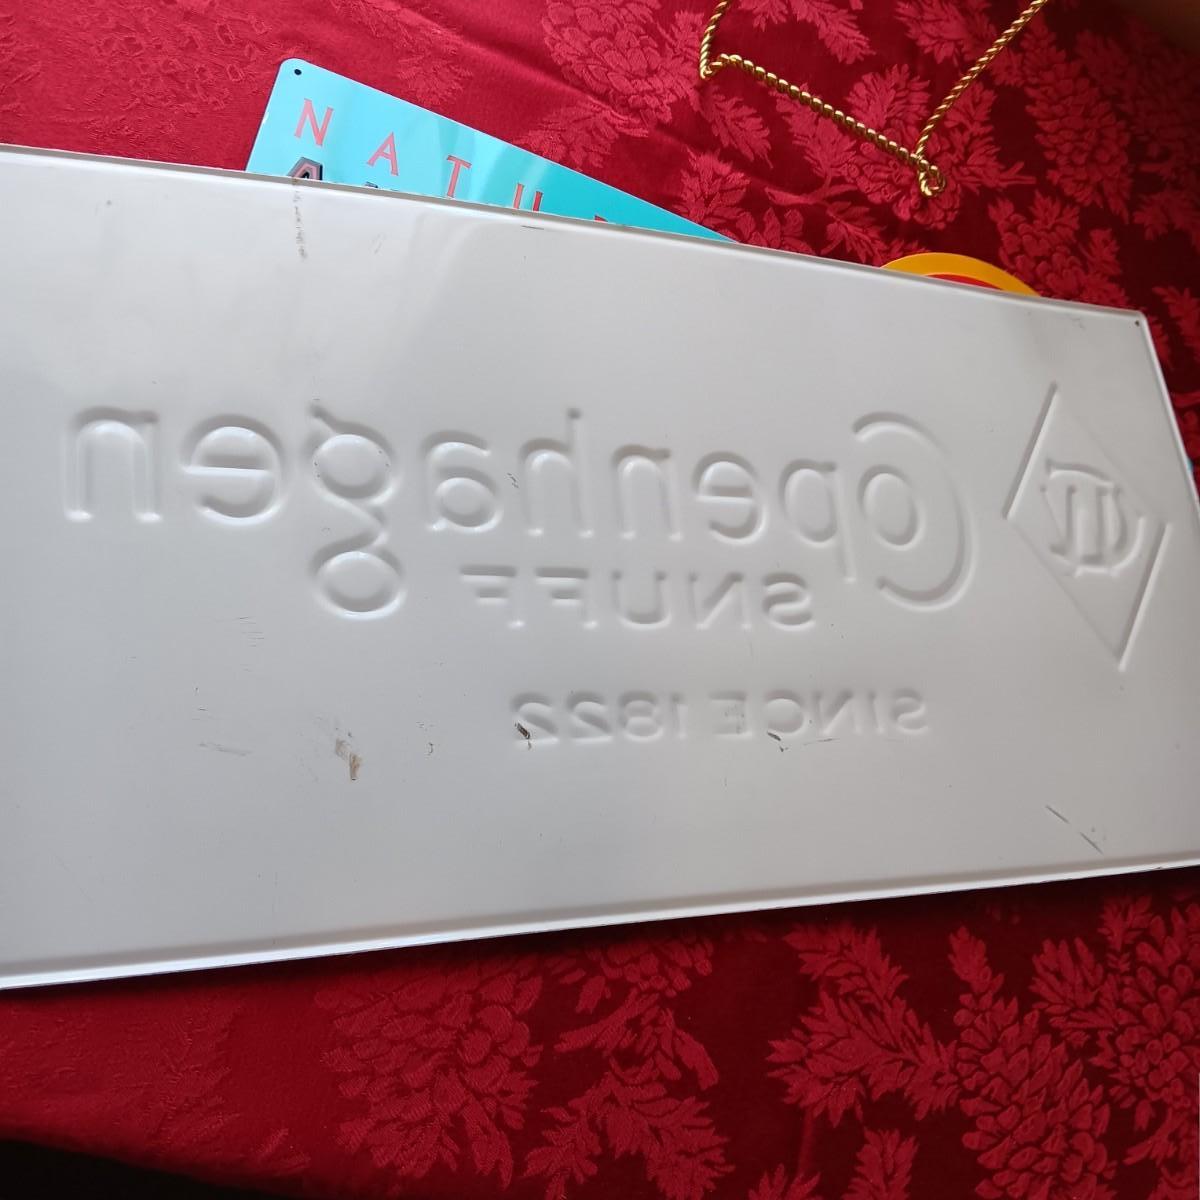 NATU
Copenhagen
SNUFF
SINCE 1822